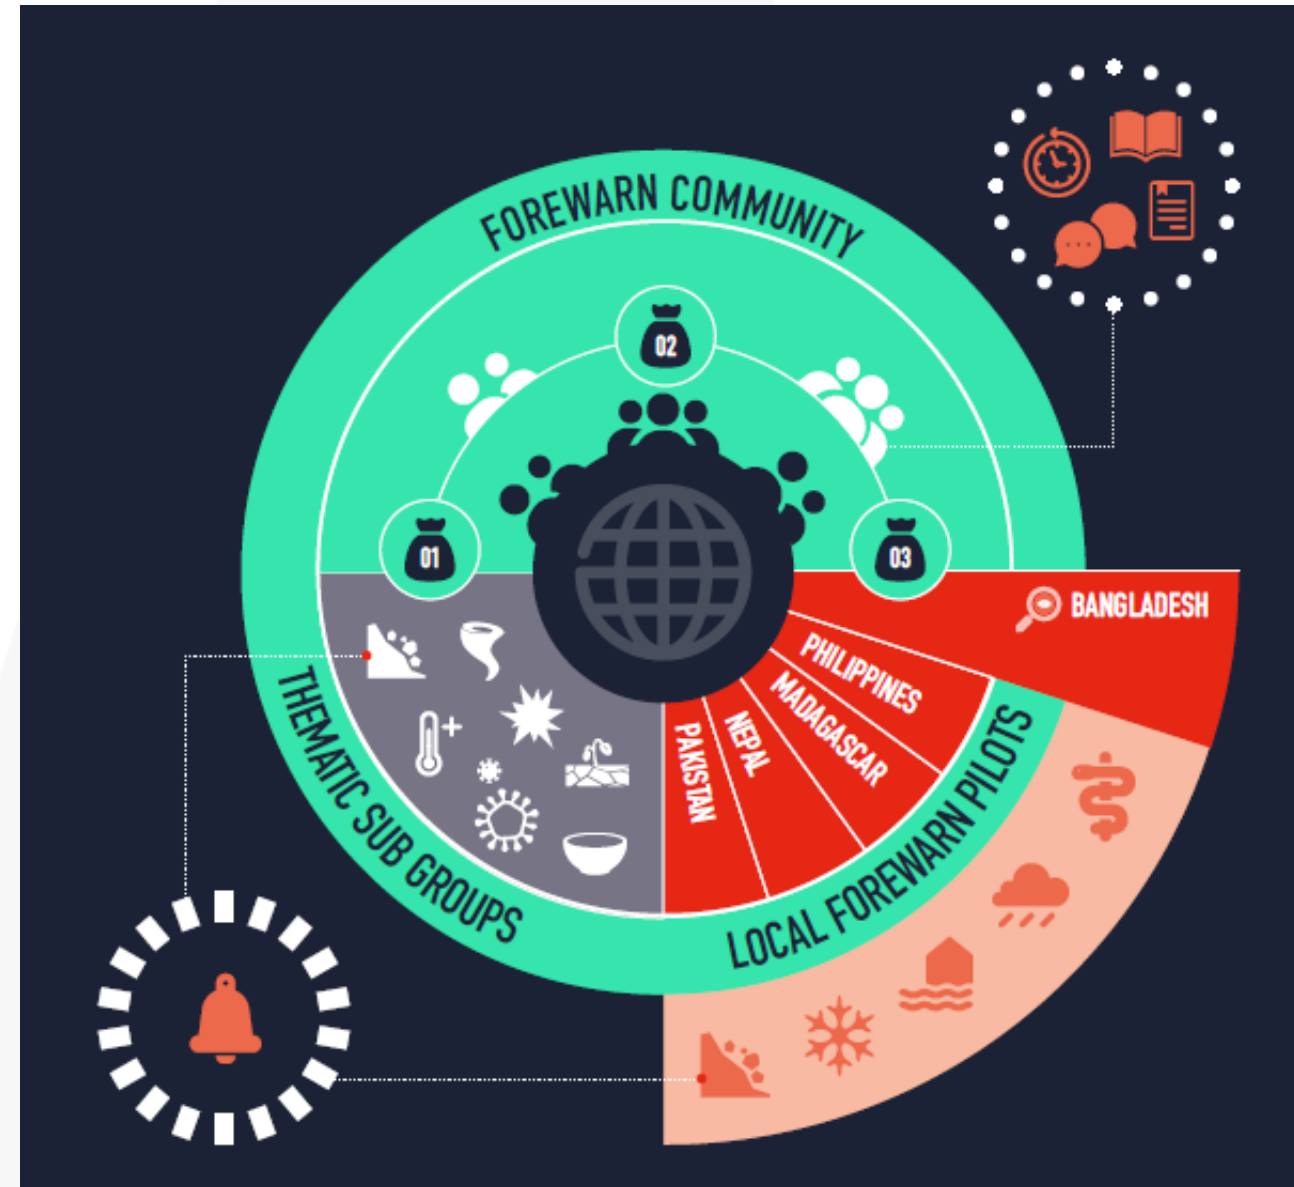 FOREWARN COMMUNITY
02
01
03
BANGLADESH
PHILIPPINES
MADAGASCAR
NEPAL
PAKISTAN
THEMATIC SUB GROUPS
LOCAL FOREWARN PILOTS